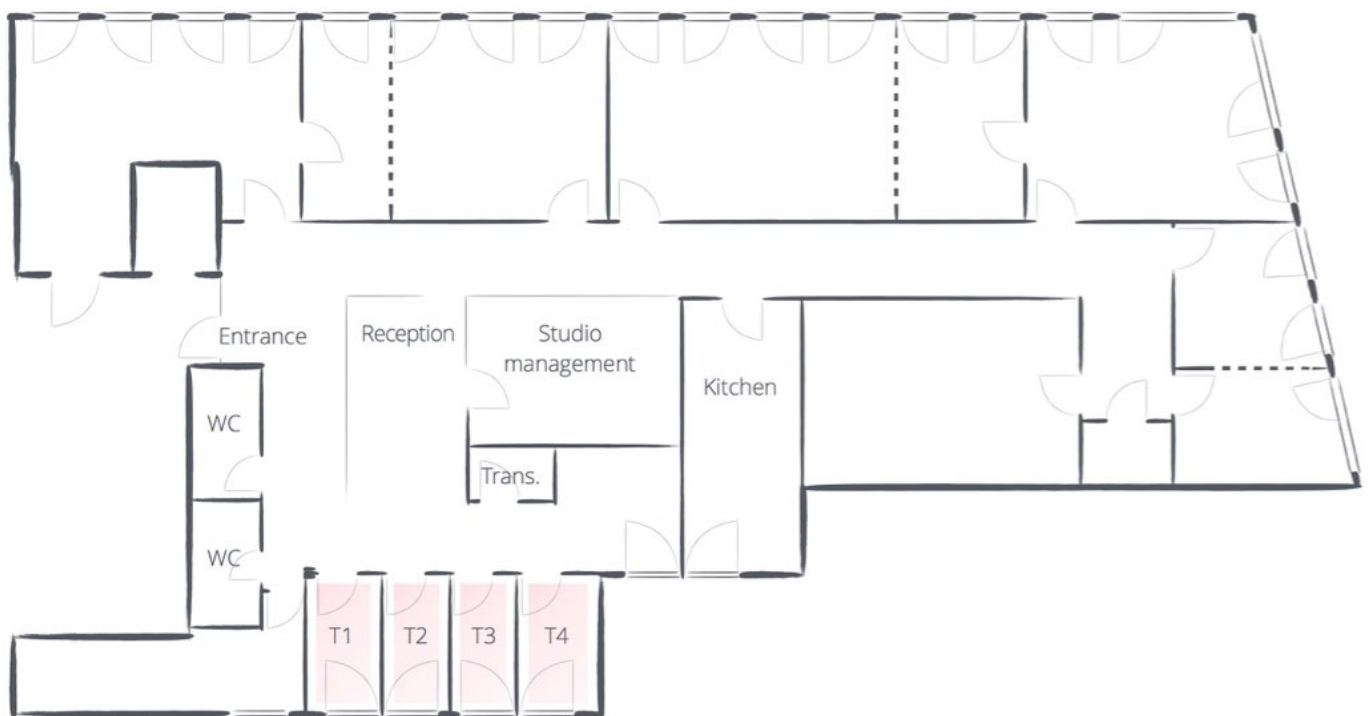 Entrance
Reception
Studio
management
Kitchen
WC
Trans.
WC
T1
T2
T3
T4